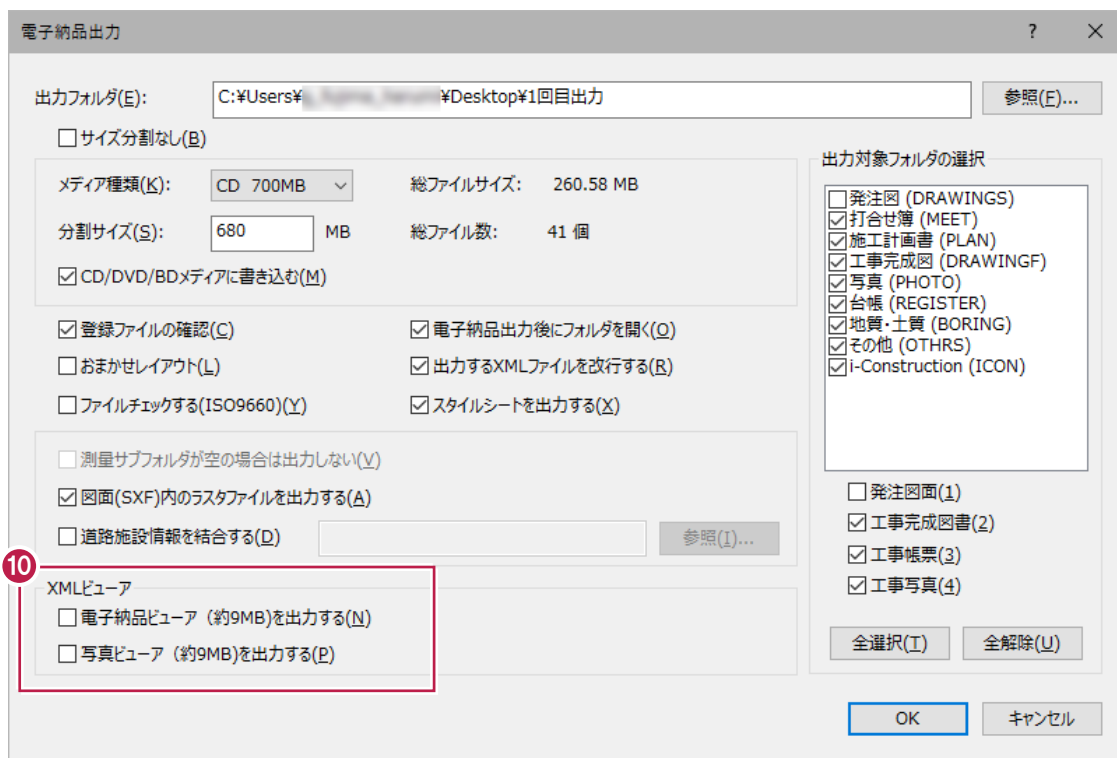 電子納品出力
出力フォルダ(E):
C:¥Users¥ ¥Desktop¥1回目出力
参照(F)...
サイズ分割なし(B)
メディア種類(K):
CD 700MB
総ファイルサイズ: 260.58 MB
分割サイズ(S):
680 MB
総ファイル数: 41 個
CD/DVD/BDメディアに書き込む(M)
登録ファイルの確認(C)
電子納品出力後にフォルダを開く(O)
おまかせレイアウト(L)
出力するXMLファイルを改行する(R)
ファイルチェックする(ISO9660)(Y)
スタイルシートを出力する(X)
測量サブフォルダが空の場合は出力しない(V)
図面(SXF)内のラスタファイルを出力する(A)
道路施設情報を結合する(D)
参照(I)...
10
XMLビューア
電子納品ビューア (約9MB)を出力する(N)
写真ビューア (約9MB)を出力する(P)
出力対象フォルダの選択
発注図 (DRAWINGS)
打合せ簿 (MEET)
施工計画書 (PLAN)
工事完成図 (DRAWINGF)
写真 (PHOTO)
台帳 (REGISTER)
地質・土質 (BORING)
その他 (OTHRS)
i-Construction (ICON)
発注図面(1)
工事完成図書(2)
工事帳票(3)
工事写真(4)
全選択(T)
全解除(U)
OK
キャンセル